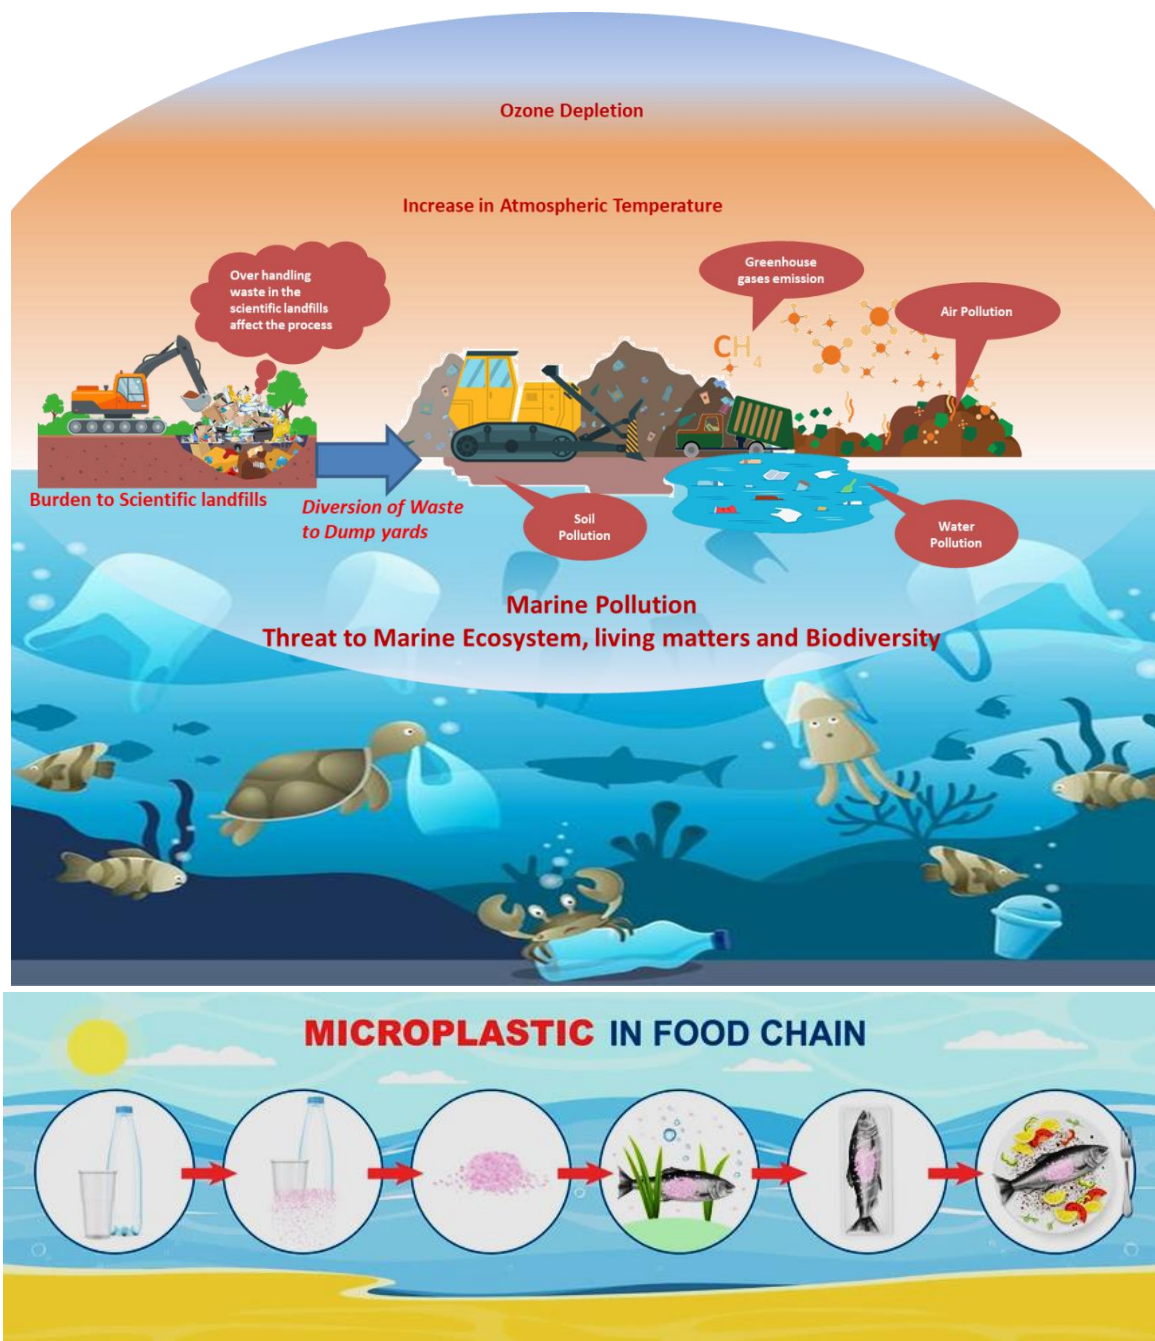 Ozone Depletion
Increase in Atmospheric Temperature
Over handling
waste in the
scientific landfills
affect the process
Greenhouse
gases emission
Air Pollution
CH4
Burden to Scientific landfills
Diversion of Waste
to Dump yards
Soil
Pollution
Water
Pollution
Marine Pollution
Threat to Marine Ecosystem, living matters and Biodiversity
MICROPLASTIC IN FOOD CHAIN